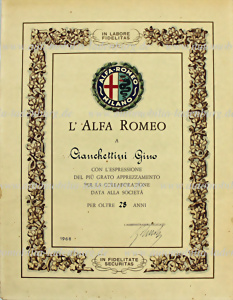 IN LABORE
FIDELITAS
ALFA-ROMEO
MILANO
L'ALFA ROMEO
A
Cianchettini Gino
CON L'ESPRESSIONE
DEL PIÙ GRATO APPREZZAMENTO
PER LA COLLABORAZIONE
DATA ALLA SOCIETÀ
PER OLTRE 25 ANNI
IN FIDELITATE
SECURITAS